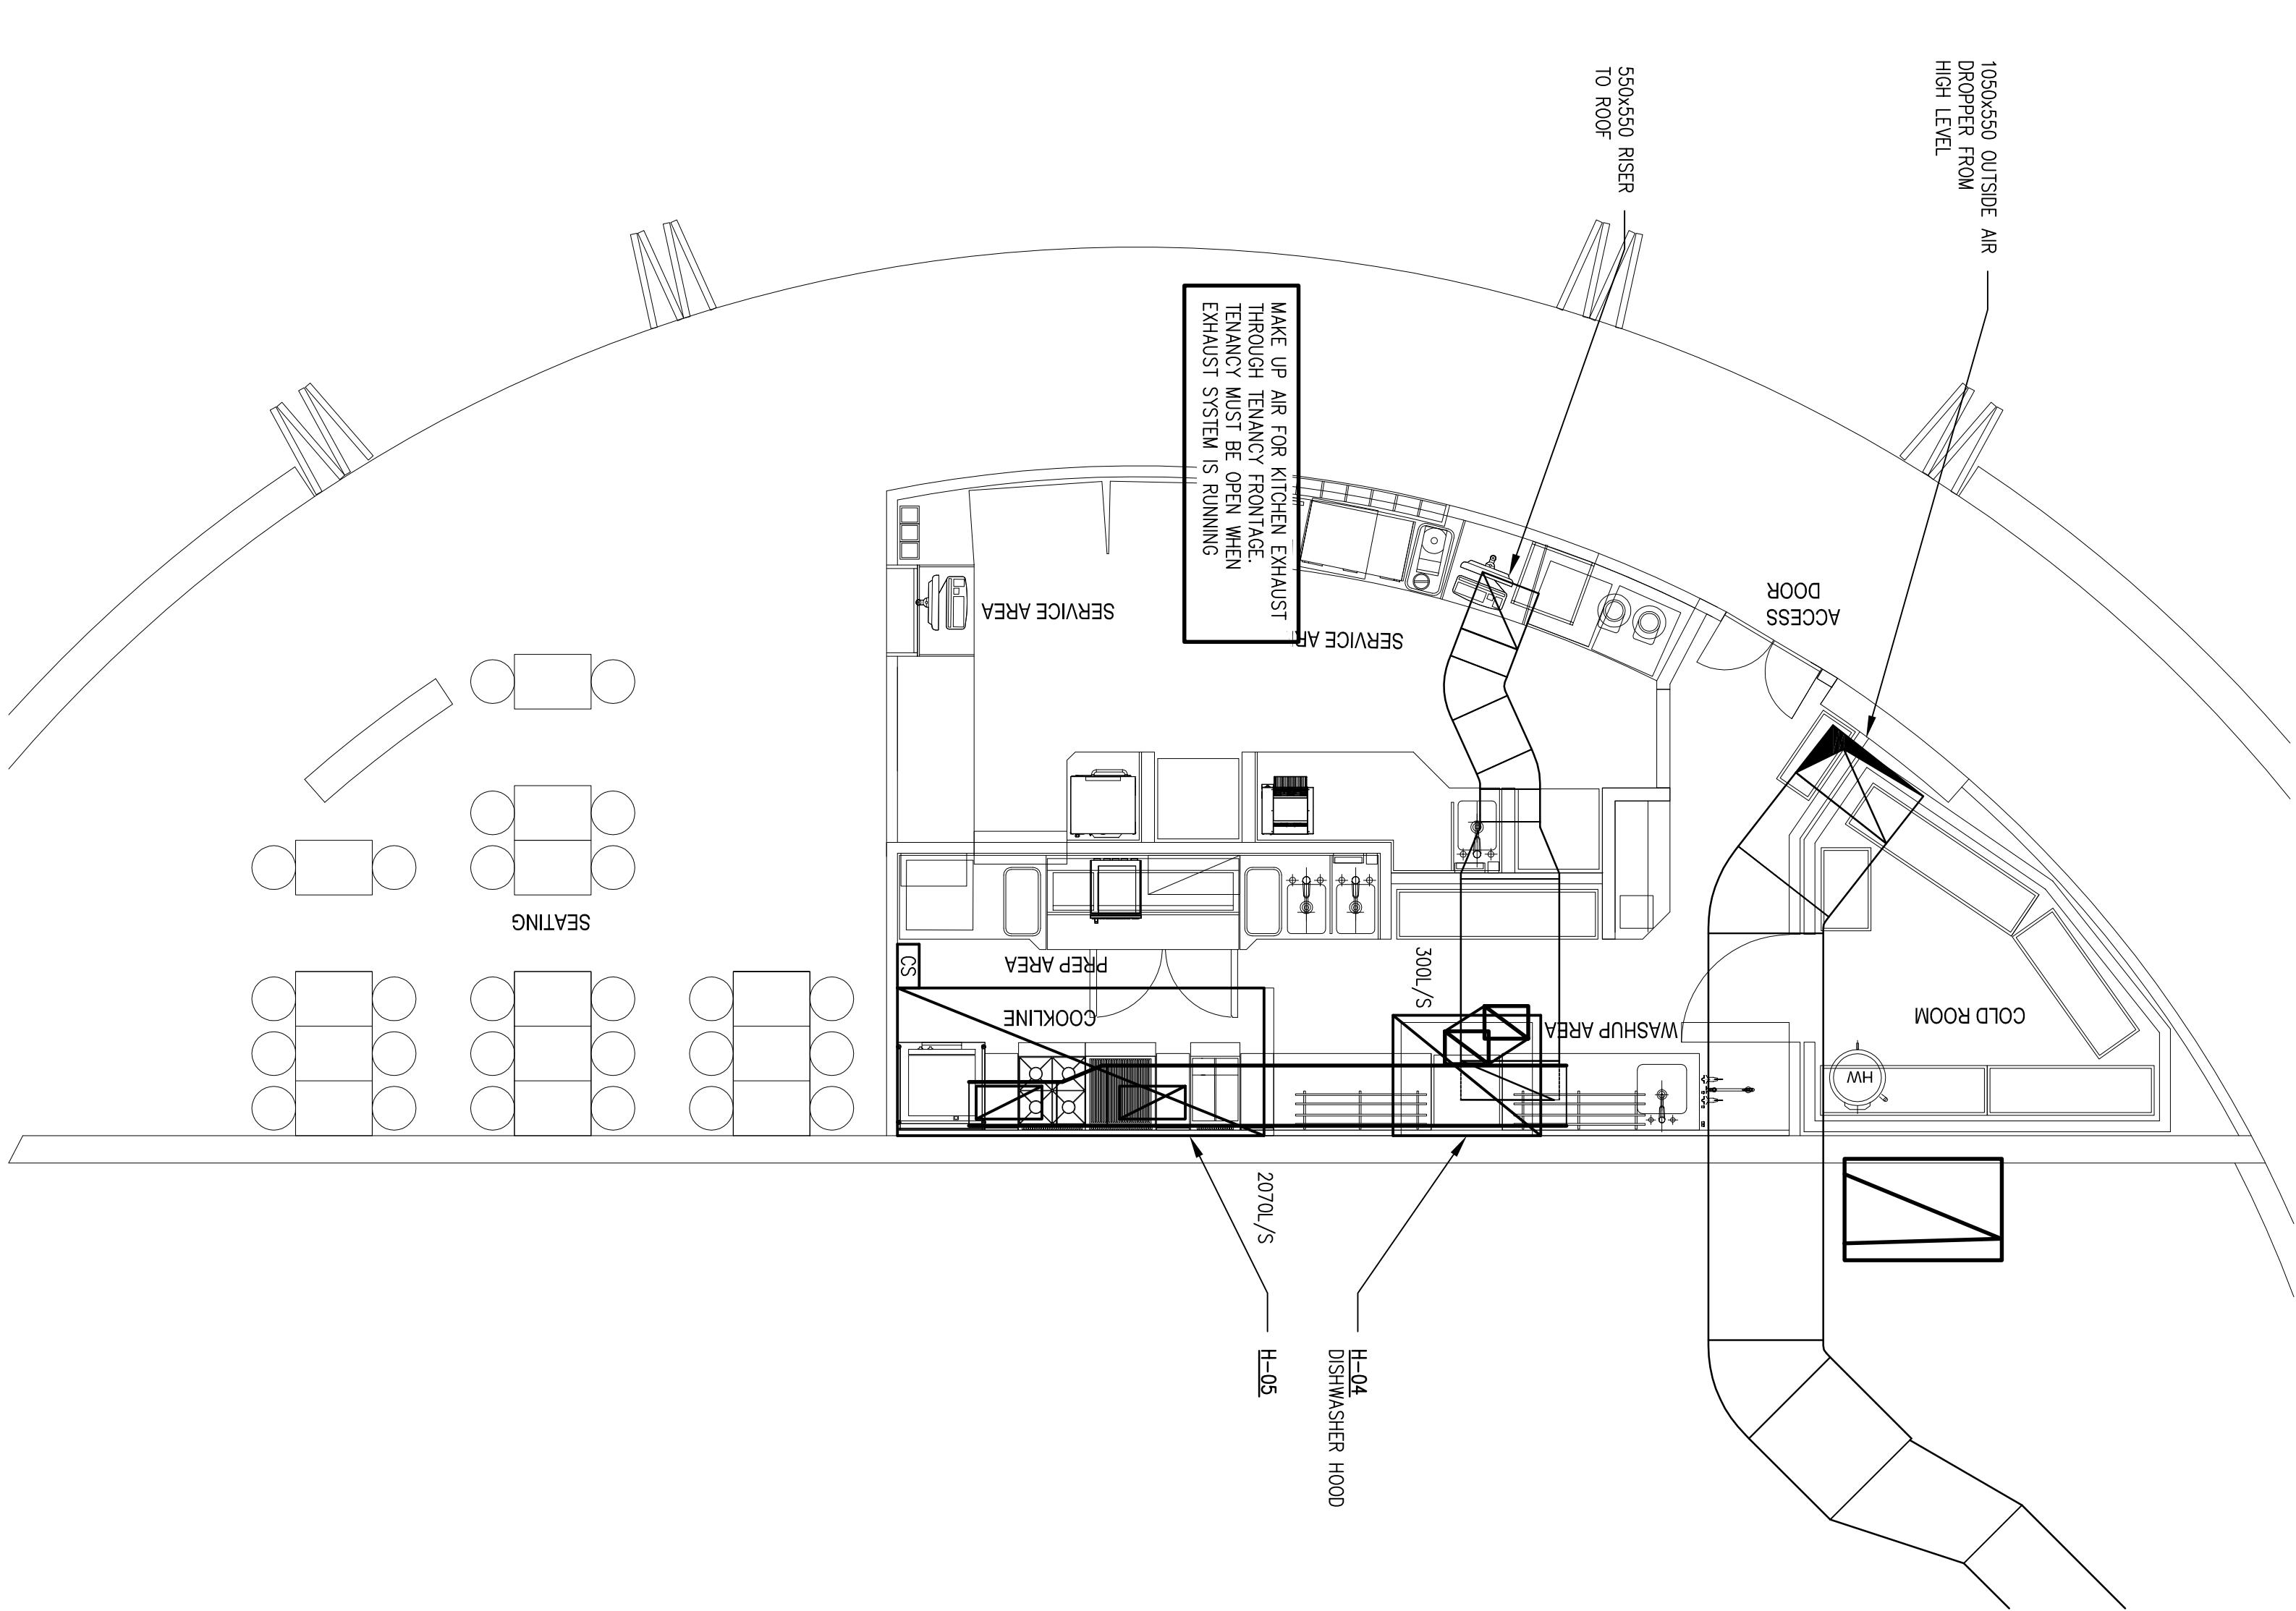 1050x550 OUTSIDE AIR
DROPPER FROM
HIGH LEVEL
550x550 RISER
TO ROOF
MAKE UP AIR FOR KITCHEN EXHAUST
THROUGH TENANCY FRONTAGE.
TENANCY MUST BE OPEN WHEN
EXHAUST SYSTEM IS RUNNING
SERVICE AREA
SERVICE AR
ACCESS
DOOR
SEATING
CS
PREP AREA
COOKLINE
300L/S
WASHUP AREA
COLD ROOM
HW
2070L/S
H-05
H-04
DISHWASHER HOOD